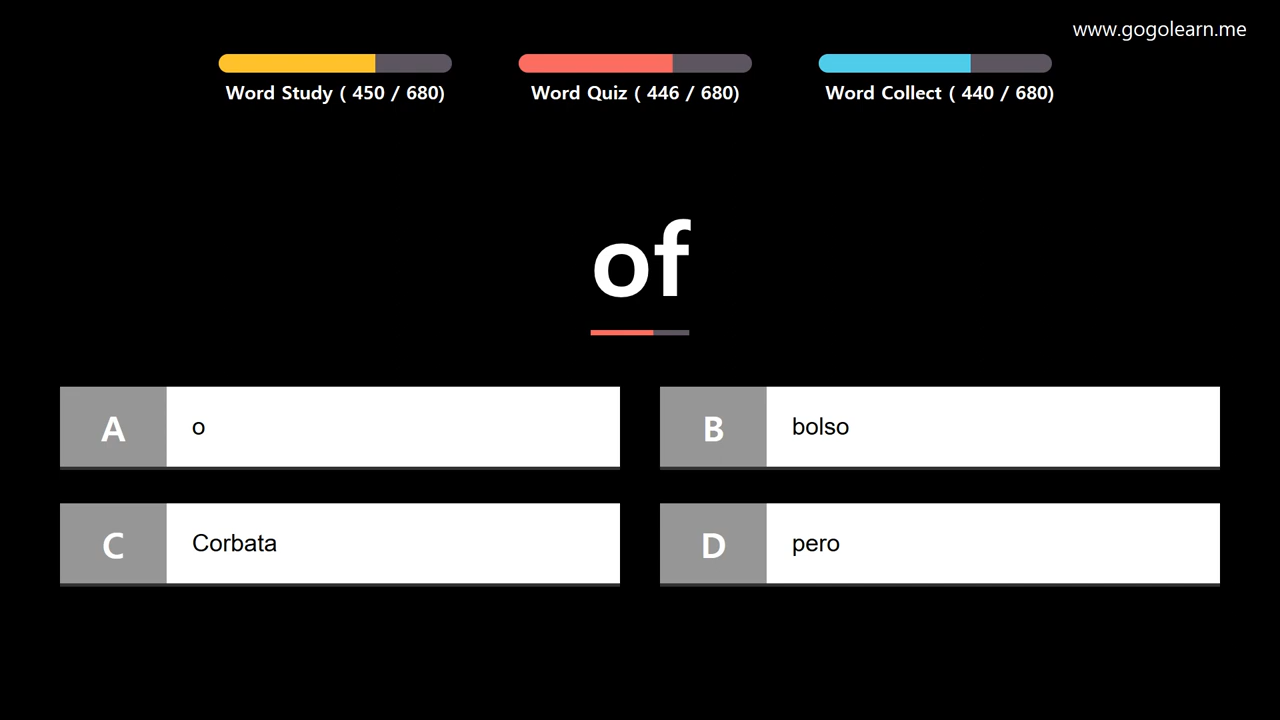 www.gogolearn.me
Word Study ( 450 / 680)
Word Quiz ( 446 / 680)
Word Collect ( 440 / 680)
of
A
o
B
bolso
C
Corbata
D
pero